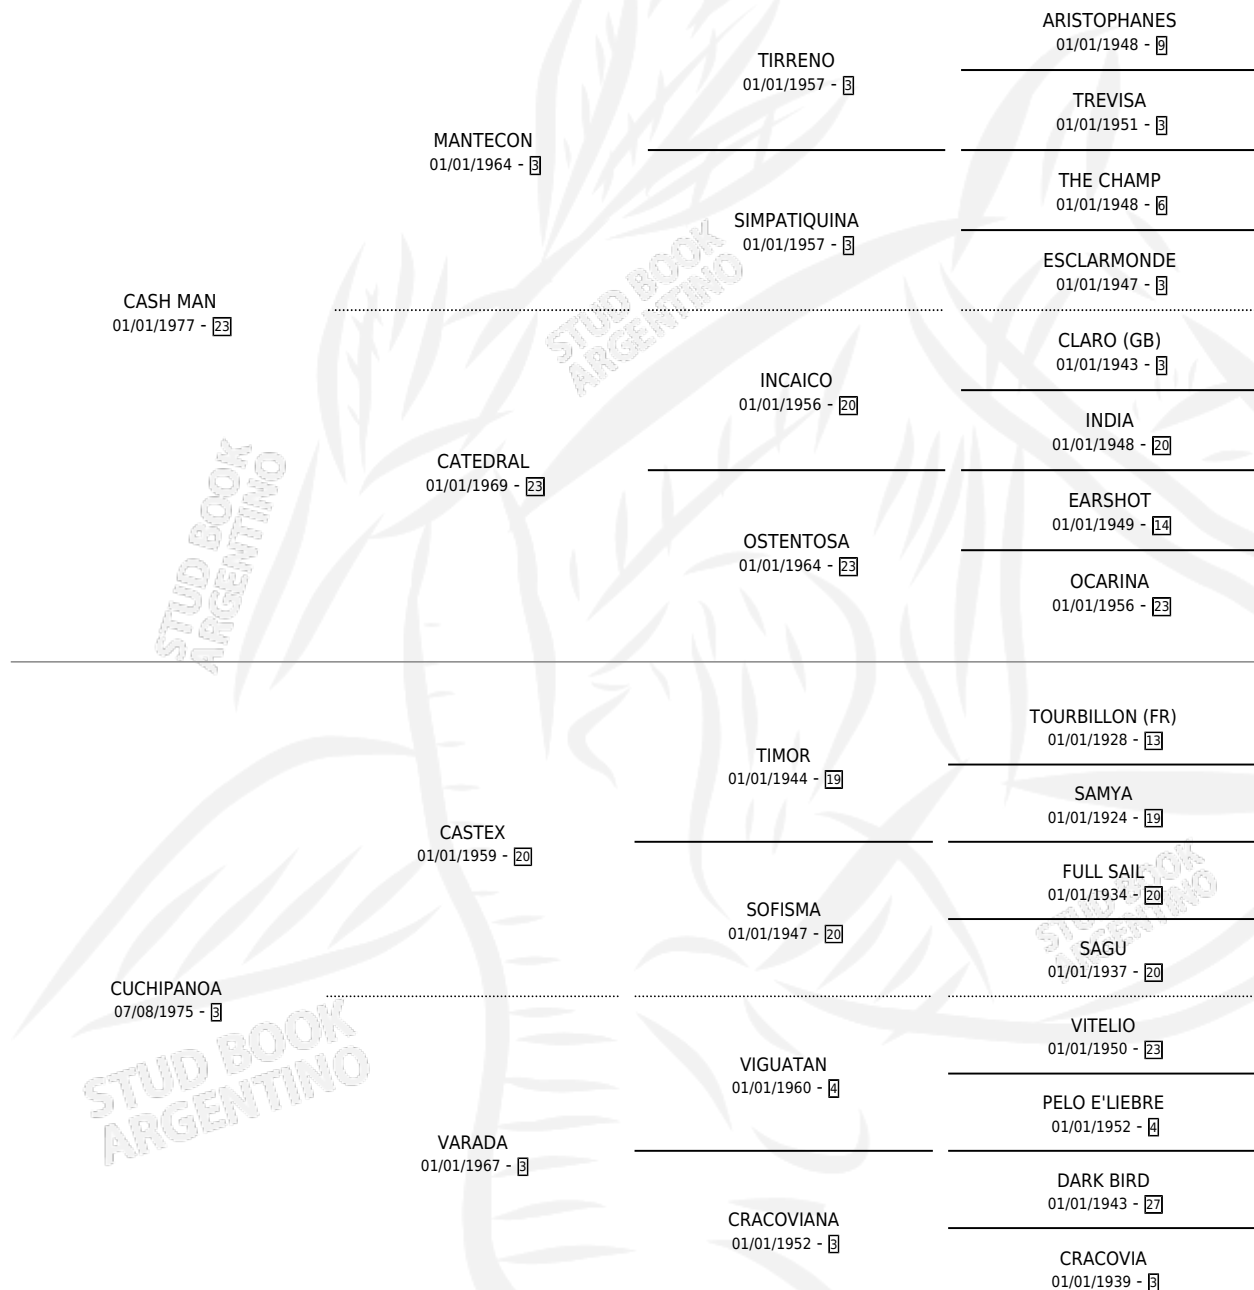 ARISTOPHANES
01/01/1948 - 9
TIRRENO
01/01/1957 - 3
TREVISA
01/01/1951 - 3
MANTECON
01/01/1964 - 3
THE CHAMP
01/01/1948 - 6
SIMPATIQUINA
01/01/1957 - 3
ESCLARMONDE
01/01/1947 - 3
CASH MAN
01/01/1977 - 23
CLARO (GB)
01/01/1943 - 3
INCAICO
01/01/1956 - 20
INDIA
01/01/1948 - 20
CATEDRAL
01/01/1969 - 23
EARSHOT
01/01/1949 - 14
OSTENTOSA
01/01/1964 - 23
OCARINA
01/01/1956 - 23
TOURBILLON (FR)
01/01/1928 - 13
TIMOR
01/01/1944 - 19
SAMYA
01/01/1924 - 19
CASTEX
01/01/1959 - 20
FULL SAIL
01/01/1934 - 20
SOFISMA
01/01/1947 - 20
SAGU
01/01/1937 - 20
CUCHIPANOA
07/08/1975 - 3
VITELIO
01/01/1950 - 23
VIGUATAN
01/01/1960 - 4
PELO E'LIEBRE
01/01/1952 - 4
VARADA
01/01/1967 - 3
DARK BIRD
01/01/1943 - 27
CRACOVIANA
01/01/1952 - 3
CRACOVIA
01/01/1939 - 3
STUD BOOK
ARGENTINO
STUD BOOK
ARGENTINO
STUD BOOK
ARGENTINO
STUD BOOK
ARGENTINO